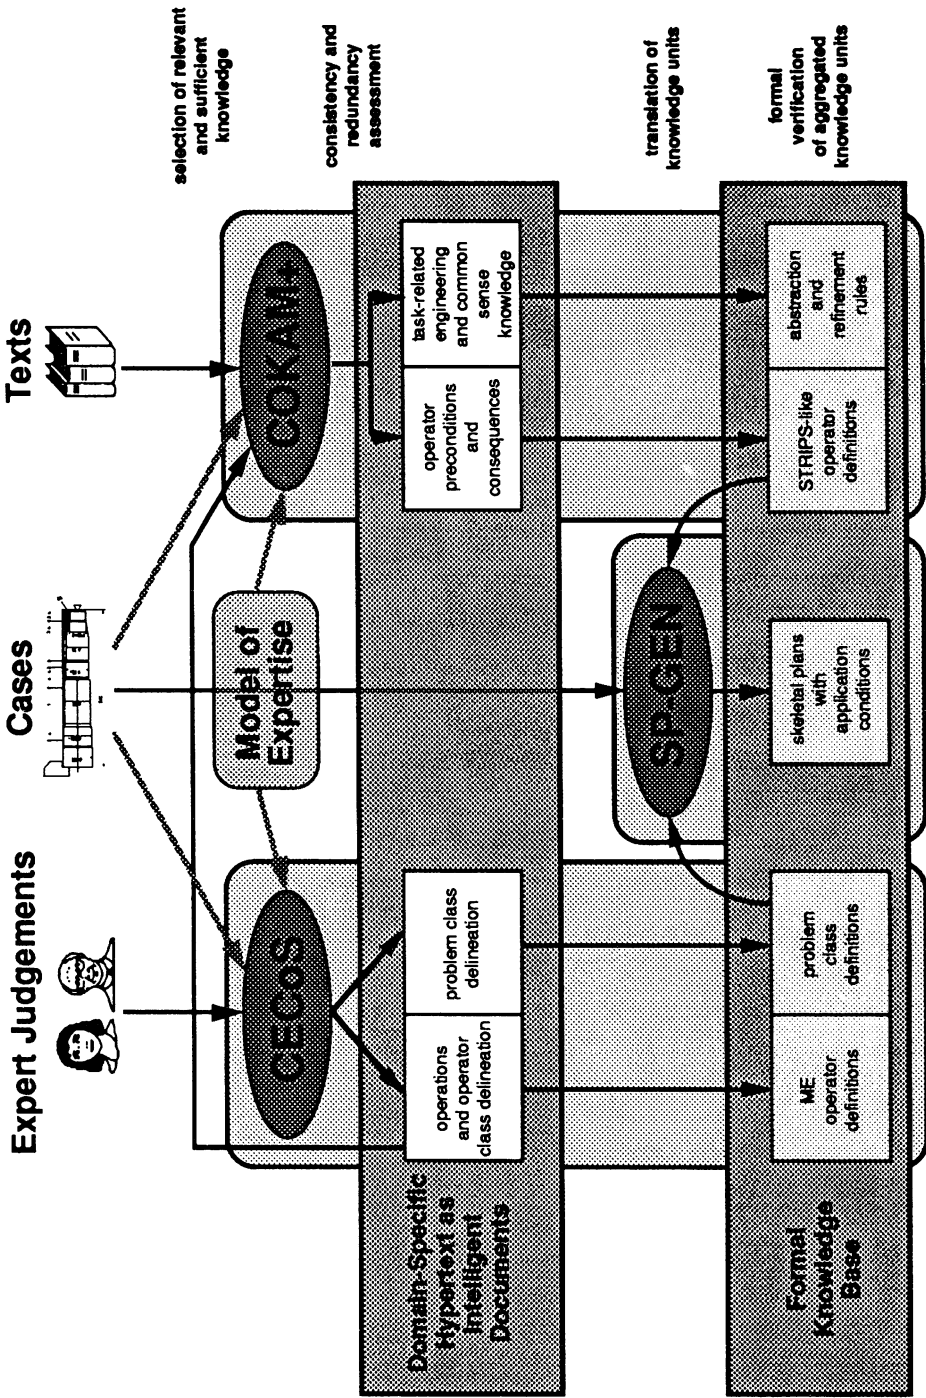 Expert Judgements
Cases
Texts
selection of relevant
and sufficient
knowledge
CECoS
Model of
Expertise
COKAM+
consistency and
redundancy
assessment
Domain-Specific
Hypertext as
Intelligent
Documents
operations
and operator
class delineation
problem class
delineation
operator
preconditions
and
consequences
task-related
engineering
and common
sense
knowledge
SP-GEN
translation of
knowledge units
Formal
Knowledge
Base
ME
operator
definitions
problem
class
definitions
skeletal plans
with
application
conditions
STRIPS-like
operator
definitions
abstraction
and
refinement
rules
formal
verification
of aggregated
knowledge units